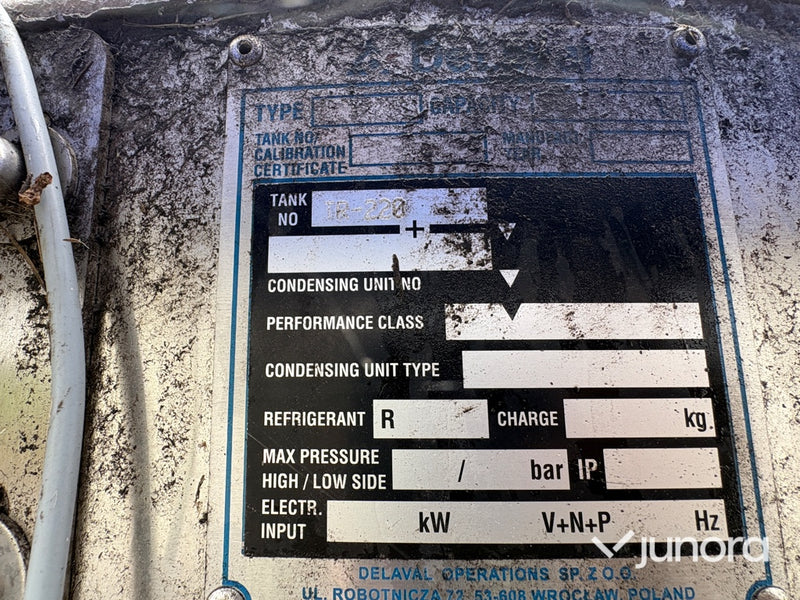 TYPE CAPACITY
TANK NO/
CALIBRATION
CERTIFICATE
TANK
NO -220
+
CONDENSING UNIT NO
PERFORMANCE CLASS
CONDENSING UNIT TYPE
REFRIGERANT R CHARGE kg.
MAX PRESSURE
HIGH / LOW SIDE / bar IP
ELECTR.
INPUT kW V+N+P Hz
DELAVAL OPERATIONS SP. Z O.O.
UL. ROBOTNICZA 72, 53-608 WROCŁAW, POLAND
junora